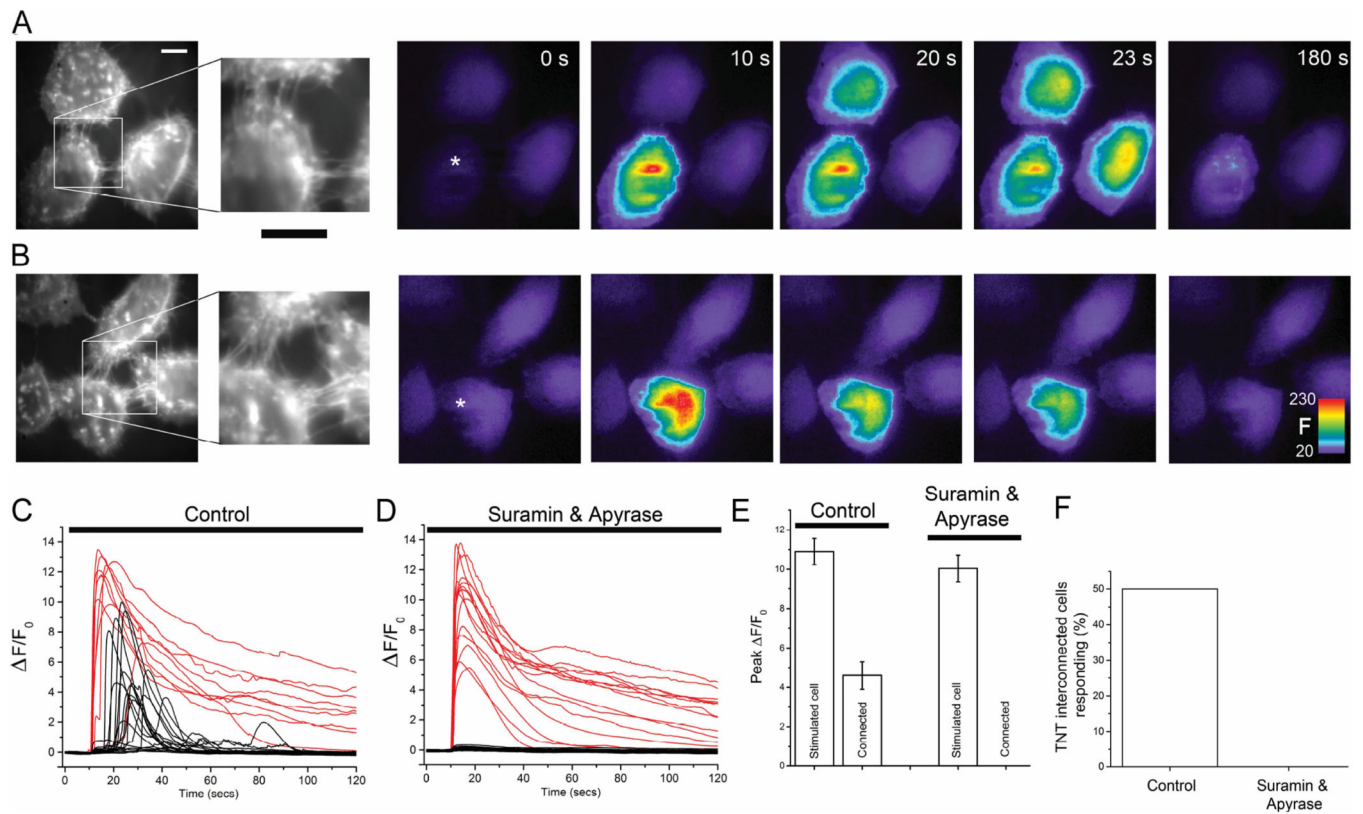 A
0 s
10 s
20 s
23 s
180 s
*
B
*
230
F
20
C
Control
14
12
10
8
6
4
2
0
ΔF/F0
0 20 40 60 80 100 120
Time (secs)
D
Suramin & Apyrase
14
12
10
8
6
4
2
0
ΔF/F0
0 20 40 60 80 100 120
Time (secs)
E
Control
Suramin &
Apyrase
12
10
8
6
4
2
0
Peak ΔF/F0
Stimulated cell
Connected
Stimulated cell
Connected
F
50
40
30
20
10
0
TNT interconnected cells
responding (%)
Control
Suramin &
Apyrase